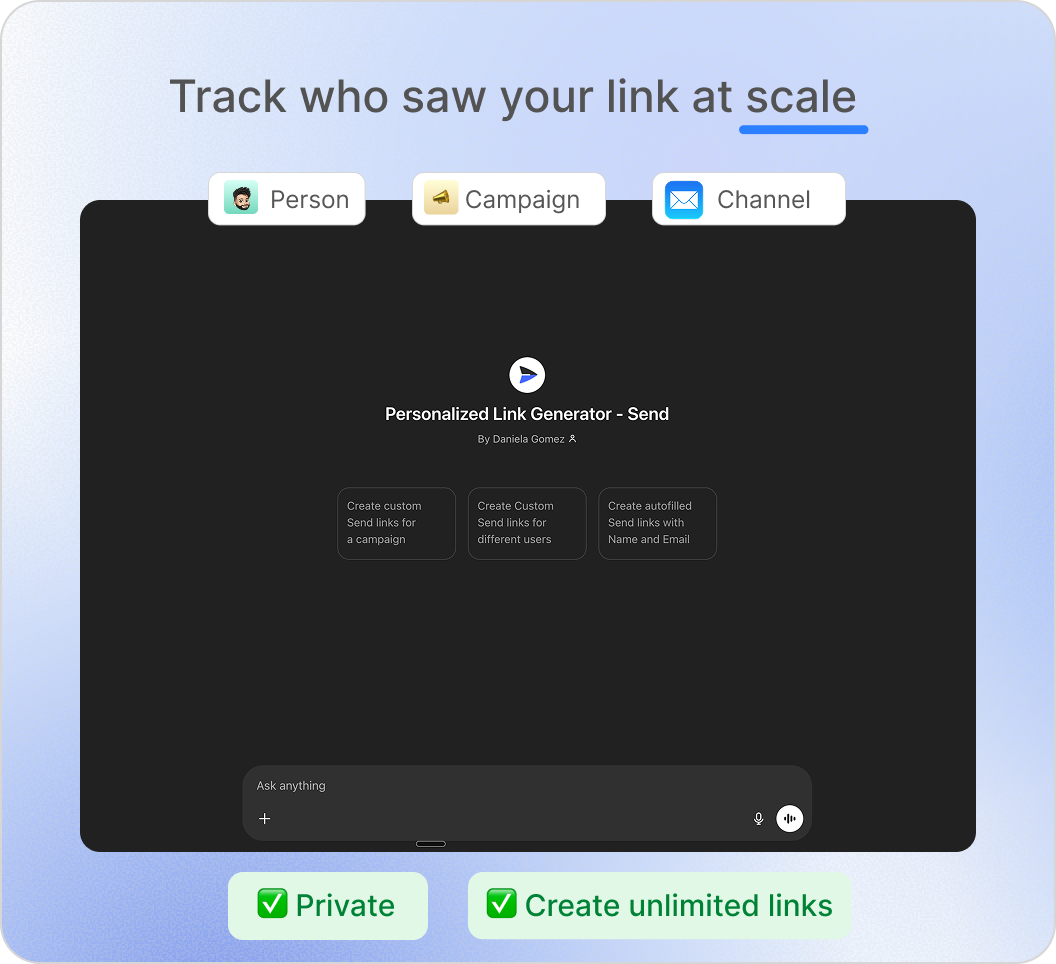 Track who saw your link at scale
Person
Campaign
Channel
Personalized Link Generator - Send
By Daniela Gomez
Create custom
Send links for
a campaign
Create Custom
Send links for
different users
Create autofilled
Send links with
Name and Email
Ask anything
Private
Create unlimited links